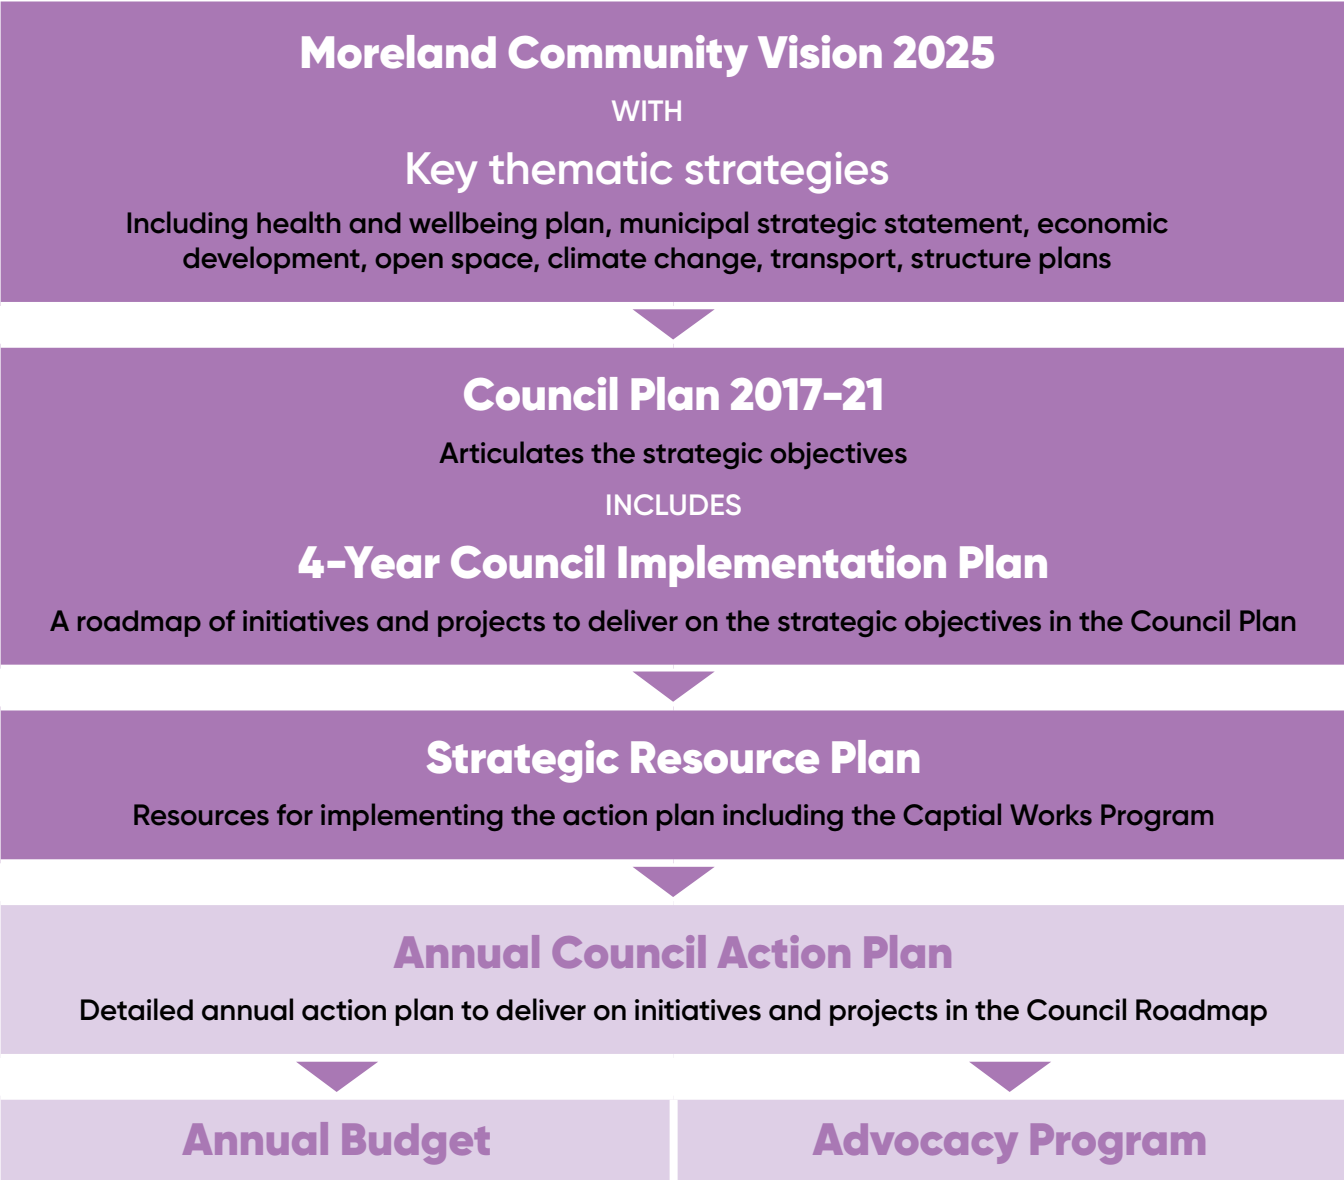 Moreland Community Vision 2025
WITH
Key thematic strategies
Including health and wellbeing plan, municipal strategic statement, economic
development, open space, climate change, transport, structure plans
Council Plan 2017-21
Articulates the strategic objectives
INCLUDES
4-Year Council Implementation Plan
A roadmap of initiatives and projects to deliver on the strategic objectives in the Council Plan
Strategic Resource Plan
Resources for implementing the action plan including the Captial Works Program
Annual Council Action Plan
Detailed annual action plan to deliver on initiatives and projects in the Council Roadmap
Annual Budget
Advocacy Program